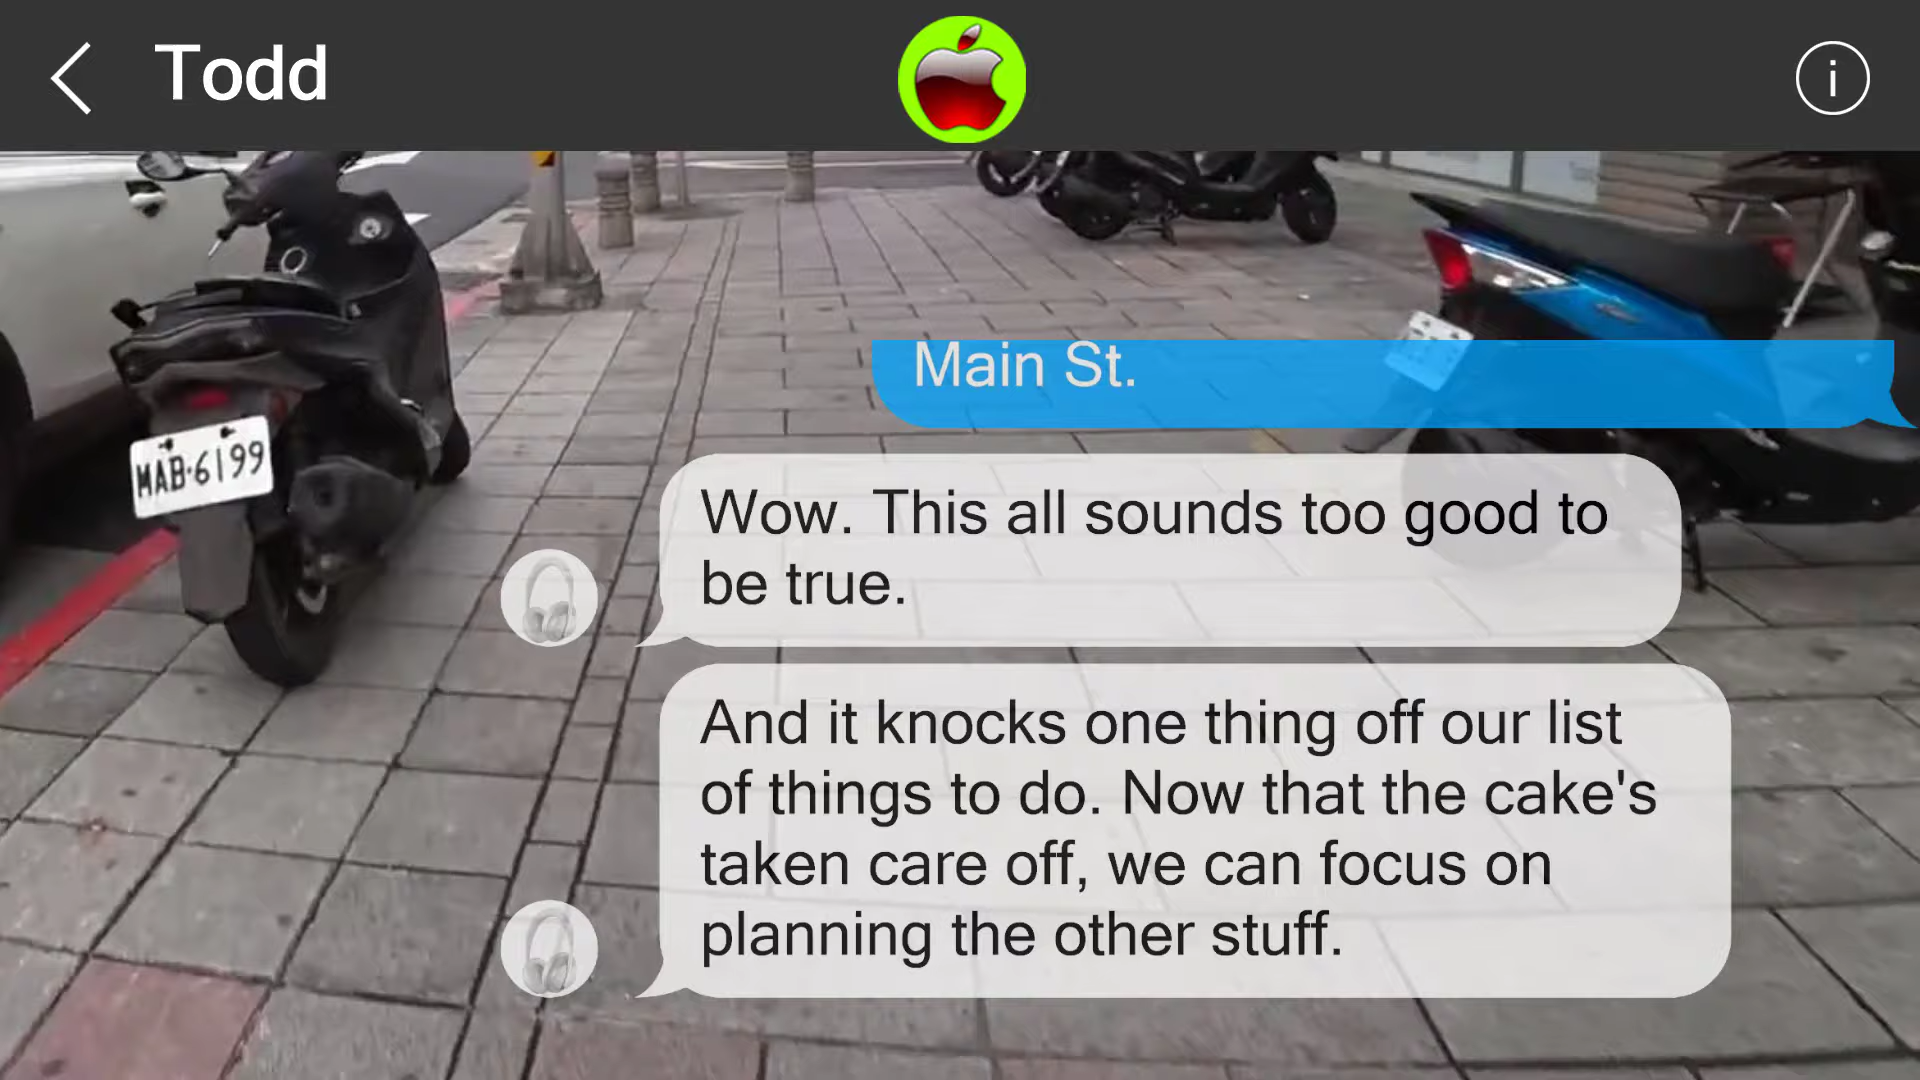 Todd
i
Main St.
MAB·6199
Wow. This all sounds too good to
be true.
And it knocks one thing off our list
of things to do. Now that the cake's
taken care off, we can focus on
planning the other stuff.